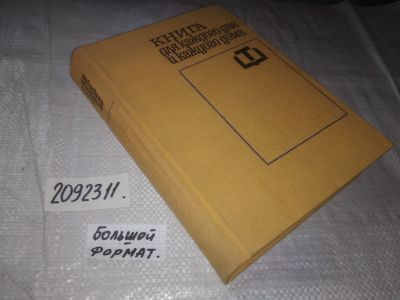 КНИГА
для каждого дня
и каждого дома
2092311.
БОЛЬШОЙ
ФОРМАТ.